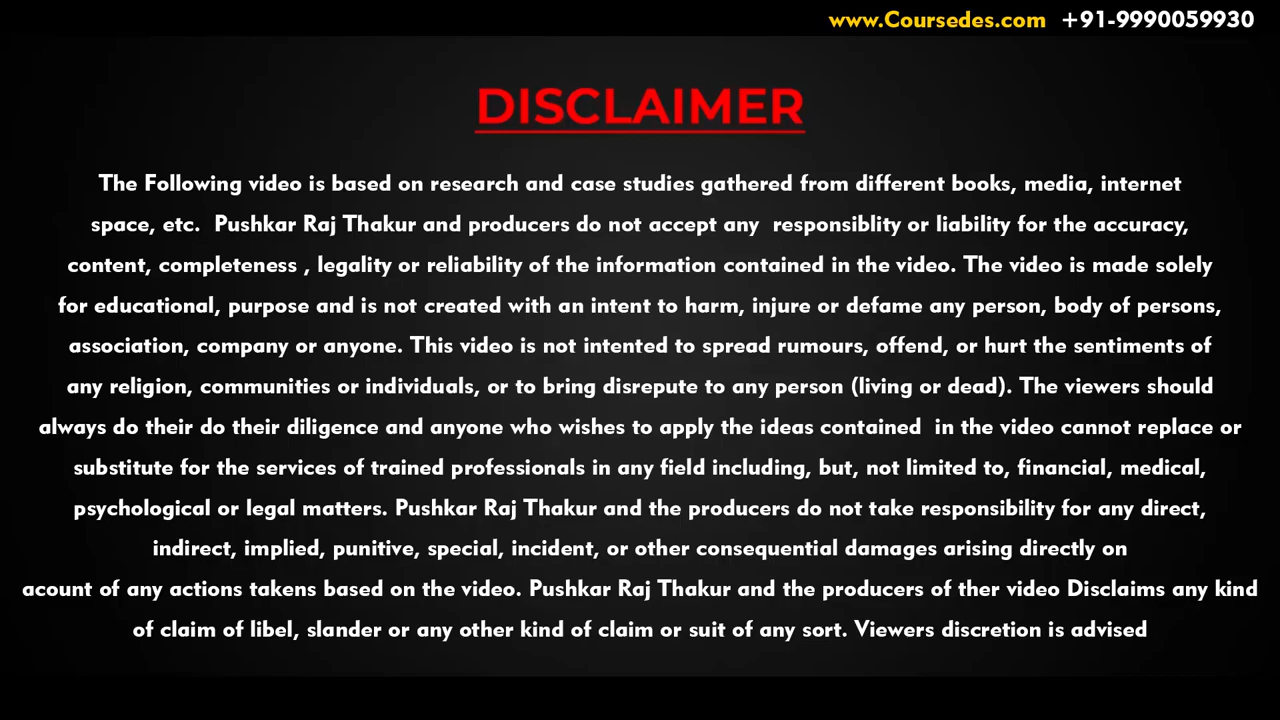 www.Coursedes.com +91-9990059930
DISCLAIMER
The Following video is based on research and case studies gathered from different books, media, internet
space, etc.  Pushkar Raj Thakur and producers do not accept any  responsiblity or liability for the accuracy,
content, completeness , legality or reliability of the information contained in the video. The video is made solely
for educational, purpose and is not created with an intent to harm, injure or defame any person, body of persons,
association, company or anyone. This video is not intented to spread rumours, offend, or hurt the sentiments of
any religion, communities or individuals, or to bring disrepute to any person (living or dead). The viewers should
always do their do their diligence and anyone who wishes to apply the ideas contained  in the video cannot replace or
substitute for the services of trained professionals in any field including, but, not limited to, financial, medical,
psychological or legal matters. Pushkar Raj Thakur and the producers do not take responsibility for any direct,
indirect, implied, punitive, special, incident, or other consequential damages arising directly on
acount of any actions takens based on the video. Pushkar Raj Thakur and the producers of ther video Disclaims any kind
of claim of libel, slander or any other kind of claim or suit of any sort. Viewers discretion is advised